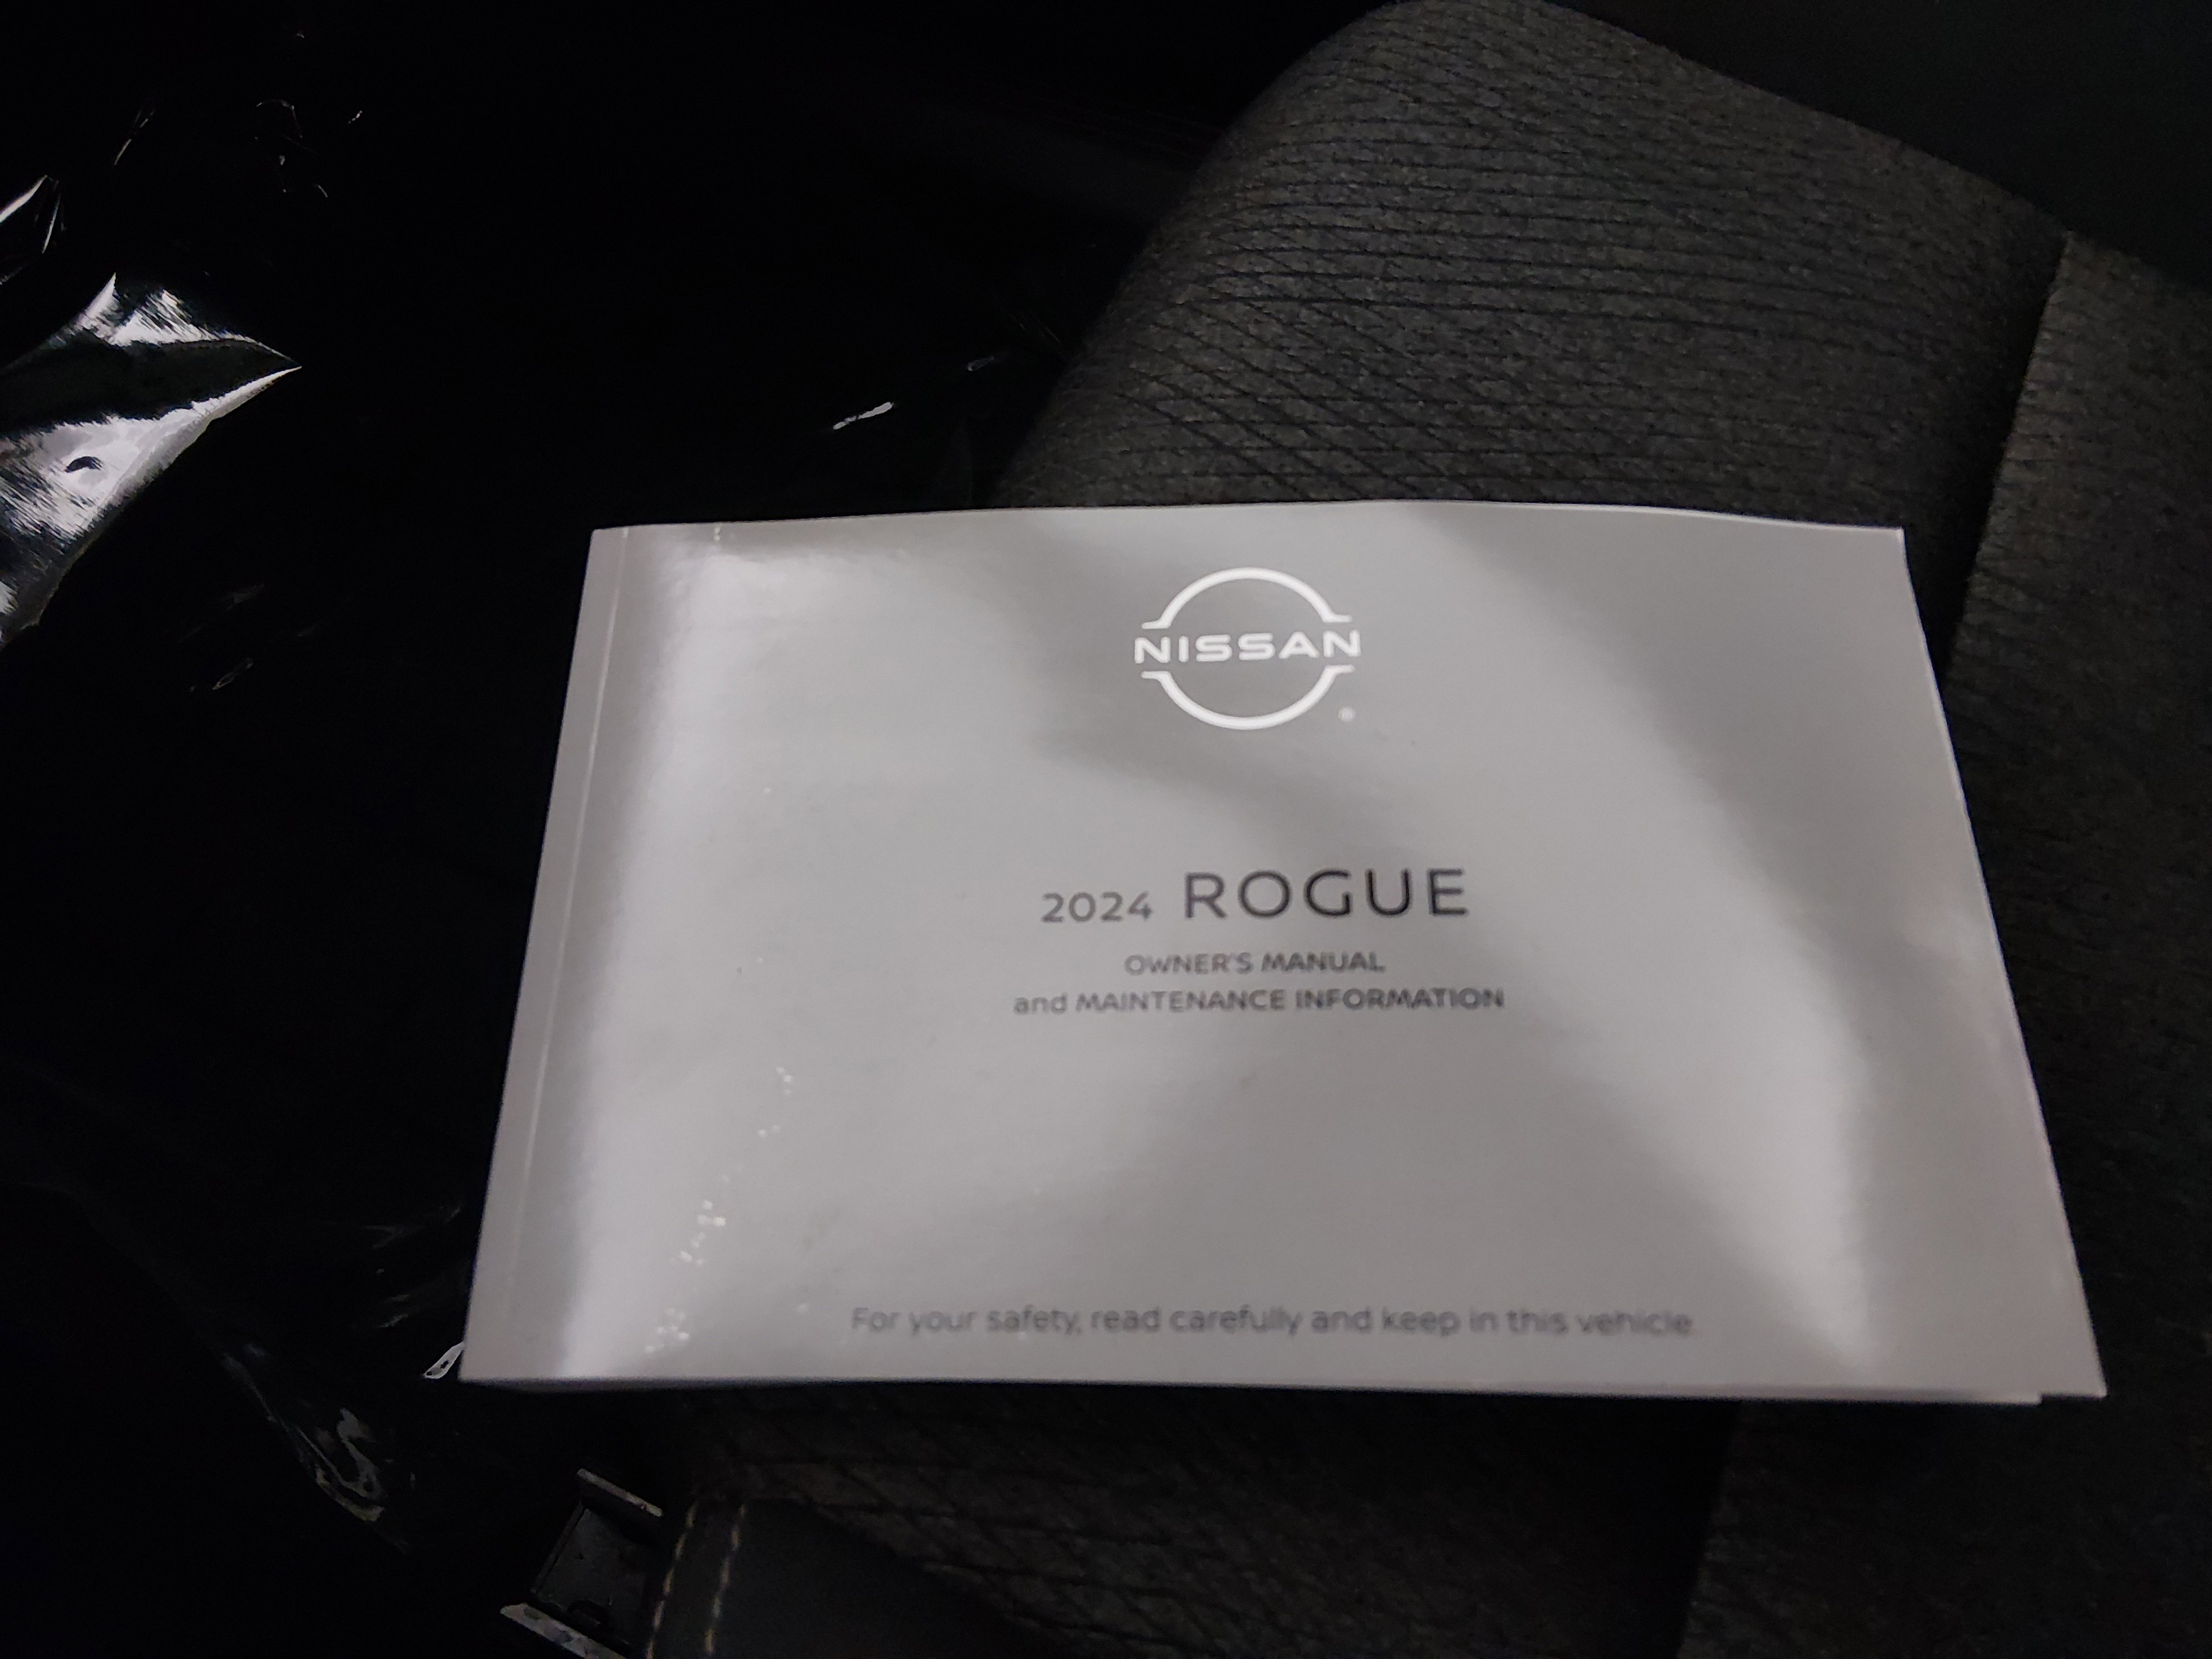 NISSAN
®
2024 ROGUE
OWNER'S MANUAL
and MAINTENANCE INFORMATION
For your safety, read carefully and keep in this vehicle.